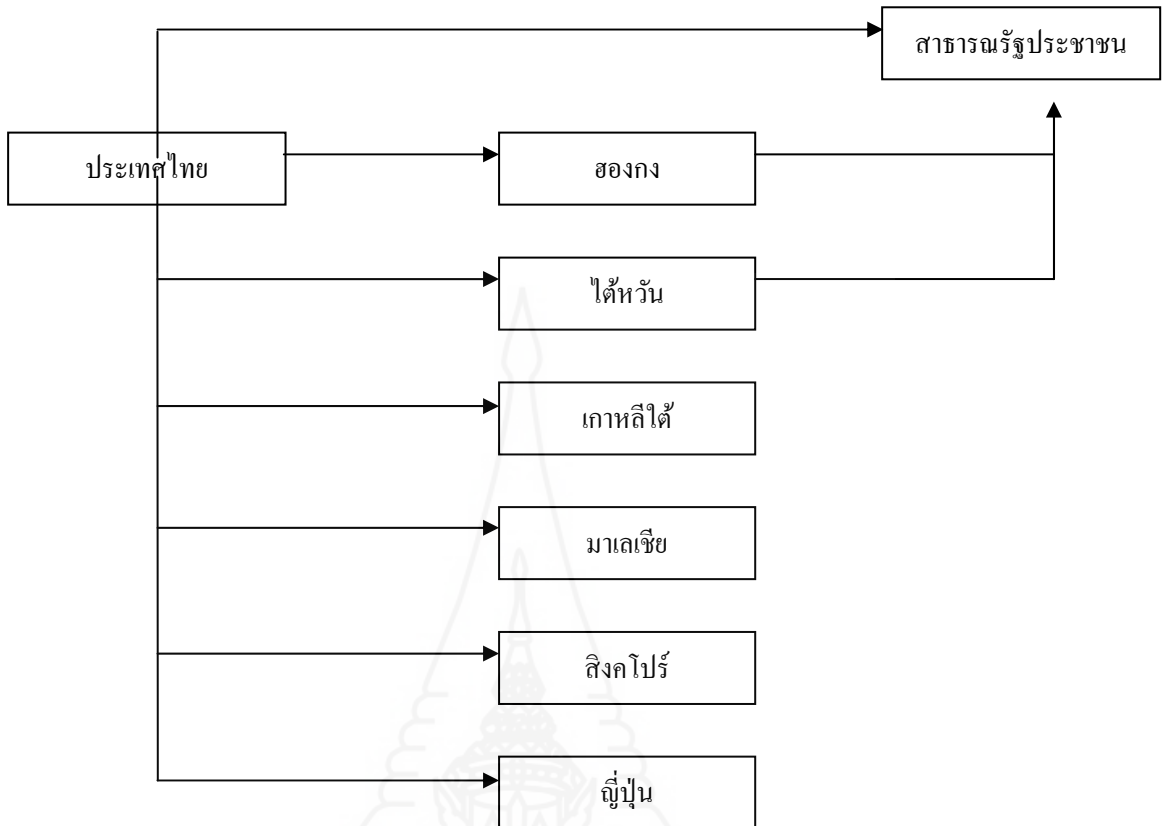 สาธารณรัฐประชาชน
ประเทศไทย
ฮองกง
ไต้หวัน
เกาหลีใต้
มาเลเซีย
สิงคโปร์
ญี่ปุ่น